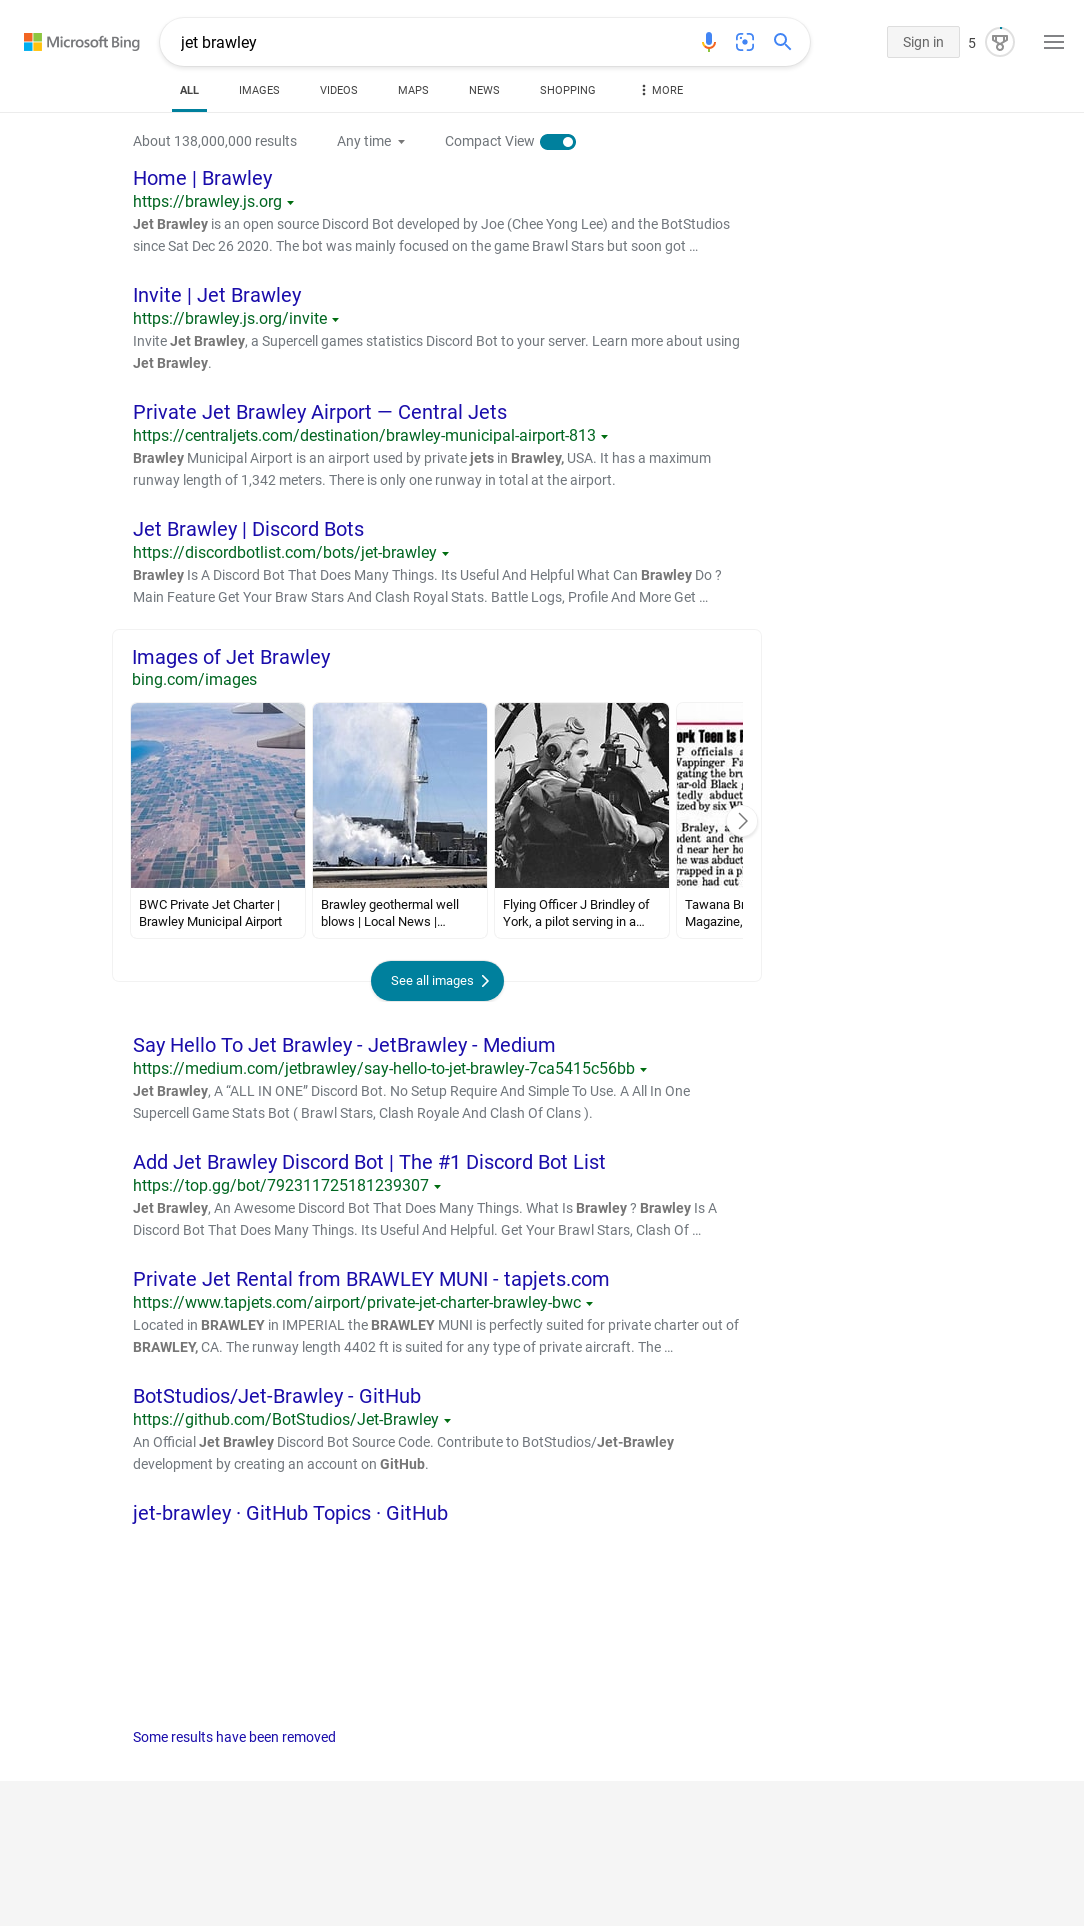 Microsoft Bing
jet brawley
Sign in
5
ALL
IMAGES
VIDEOS
MAPS
NEWS
SHOPPING
MORE
About 138,000,000 results
Any time
Compact View
Home | Brawley
https://brawley.js.org
Jet Brawley is an open source Discord Bot developed by Joe (Chee Yong Lee) and the BotStudios
since Sat Dec 26 2020. The bot was mainly focused on the game Brawl Stars but soon got …
Invite | Jet Brawley
https://brawley.js.org/invite
Invite Jet Brawley, a Supercell games statistics Discord Bot to your server. Learn more about using
Jet Brawley.
Private Jet Brawley Airport — Central Jets
https://centraljets.com/destination/brawley-municipal-airport-813
Brawley Municipal Airport is an airport used by private jets in Brawley, USA. It has a maximum
runway length of 1,342 meters. There is only one runway in total at the airport.
Jet Brawley | Discord Bots
https://discordbotlist.com/bots/jet-brawley
Brawley Is A Discord Bot That Does Many Things. Its Useful And Helpful What Can Brawley Do ?
Main Feature Get Your Braw Stars And Clash Royal Stats. Battle Logs, Profile And More Get …
Images of Jet Brawley
bing.com/images
ork Teen Is
P officials a
Wappinger Fa
gating the bru
ear-old Black
tedly abduct
ized by six W
Braley, a
dent and che
d near her ho
he was abduct
wrapped in a pl
eone had cut
BWC Private Jet Charter |
Brawley Municipal Airport
Brawley geothermal well
blows | Local News |…
Flying Officer J Brindley of
York, a pilot serving in a…
Tawana Br
Magazine,
See all images
Say Hello To Jet Brawley - JetBrawley - Medium
https://medium.com/jetbrawley/say-hello-to-jet-brawley-7ca5415c56bb
Jet Brawley, A “ALL IN ONE” Discord Bot. No Setup Require And Simple To Use. A All In One
Supercell Game Stats Bot ( Brawl Stars, Clash Royale And Clash Of Clans ).
Add Jet Brawley Discord Bot | The #1 Discord Bot List
https://top.gg/bot/792311725181239307
Jet Brawley, An Awesome Discord Bot That Does Many Things. What Is Brawley ? Brawley Is A
Discord Bot That Does Many Things. Its Useful And Helpful. Get Your Brawl Stars, Clash Of …
Private Jet Rental from BRAWLEY MUNI - tapjets.com
https://www.tapjets.com/airport/private-jet-charter-brawley-bwc
Located in BRAWLEY in IMPERIAL the BRAWLEY MUNI is perfectly suited for private charter out of
BRAWLEY, CA. The runway length 4402 ft is suited for any type of private aircraft. The …
BotStudios/Jet-Brawley - GitHub
https://github.com/BotStudios/Jet-Brawley
An Official Jet Brawley Discord Bot Source Code. Contribute to BotStudios/Jet-Brawley
development by creating an account on GitHub.
jet-brawley · GitHub Topics · GitHub
Some results have been removed